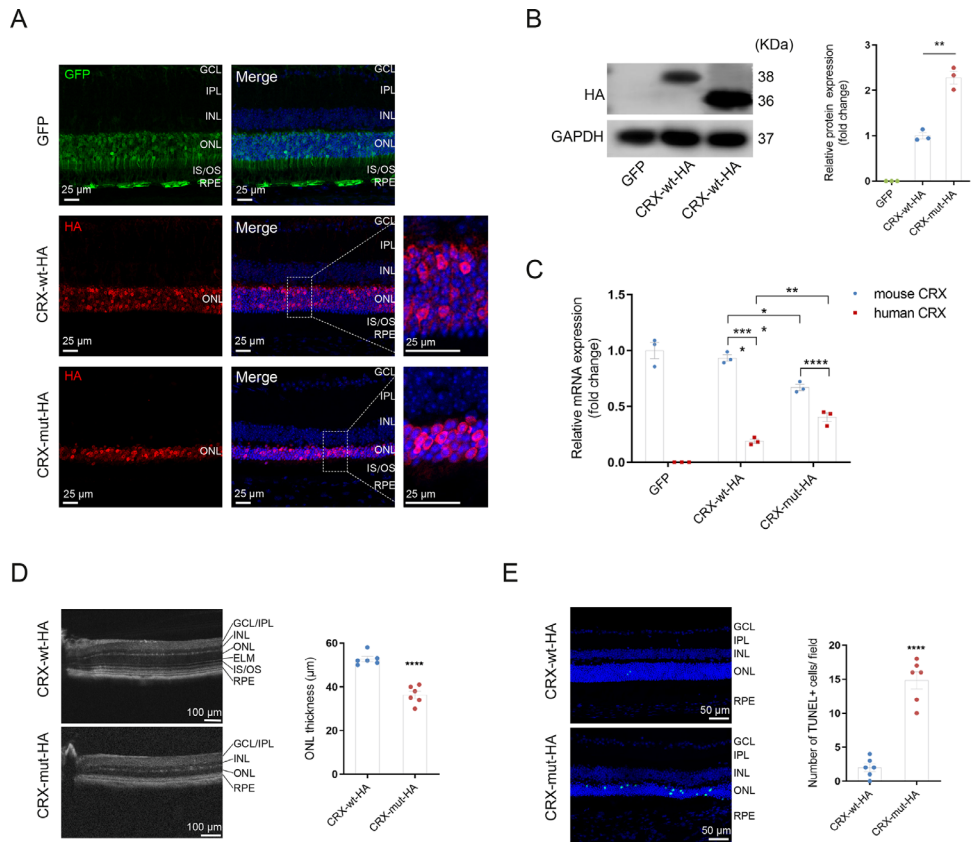 A
GFP
GFP
GCL
IPL
INL
ONL
IS/OS
RPE
25 µm
Merge
25 µm
CRX-wt-HA
HA
ONL
25 µm
Merge
GCL
IPL
INL
ONL
IS/OS
RPE
25 µm
25 µm
CRX-mut-HA
HA
ONL
25 µm
Merge
GCL
IPL
INL
ONL
IS/OS
RPE
25 µm
25 µm
B
(KDa)
HA
38
36
GAPDH
37
GFP
CRX-wt-HA
CRX-wt-HA
Relative protein expression
(fold change)
3
2
1
0
**
GFP
CRX-wt-HA
CRX-mut-HA
C
Relative mRNA expression
(fold change)
1.5
1.0
0.5
0.0
**
*
***
*
*
****
mouse CRX
human CRX
GFP
CRX-wt-HA
CRX-mut-HA
D
CRX-wt-HA
GCL/IPL
INL
ONL
ELM
IS/OS
RPE
100 µm
CRX-mut-HA
GCL/IPL
INL
ONL
RPE
100 µm
ONL thickness (µm)
60
40
20
0
****
CRX-wt-HA
CRX-mut-HA
E
CRX-wt-HA
GCL
IPL
INL
ONL
RPE
50 µm
CRX-mut-HA
GCL
IPL
INL
ONL
RPE
50 µm
Number of TUNEL+ cells/ field
20
15
10
5
0
****
CRX-wt-HA
CRX-mut-HA